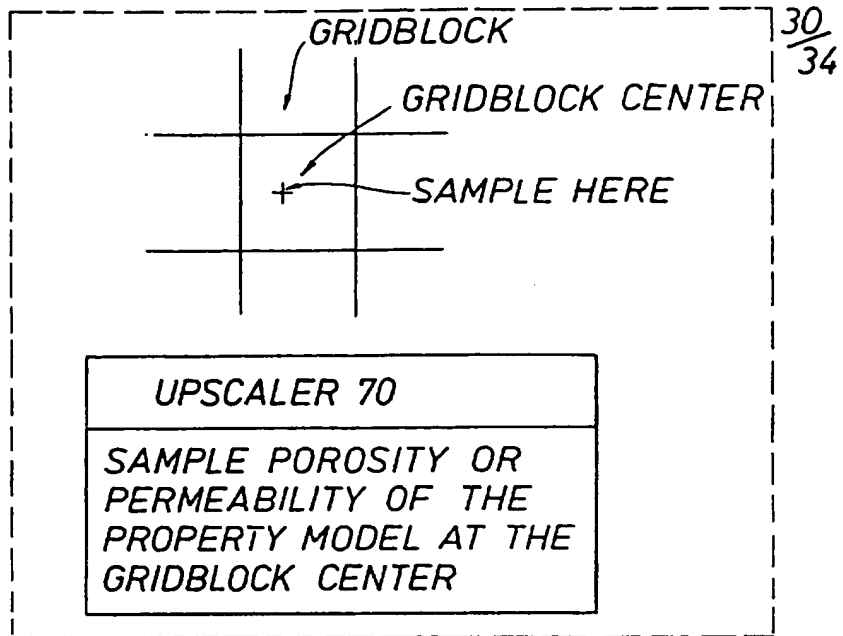 30
34
GRIDBLOCK
GRIDBLOCK CENTER
SAMPLE HERE
UPSCALER 70
SAMPLE POROSITY OR
PERMEABILITY OF THE
PROPERTY MODEL AT THE
GRIDBLOCK CENTER